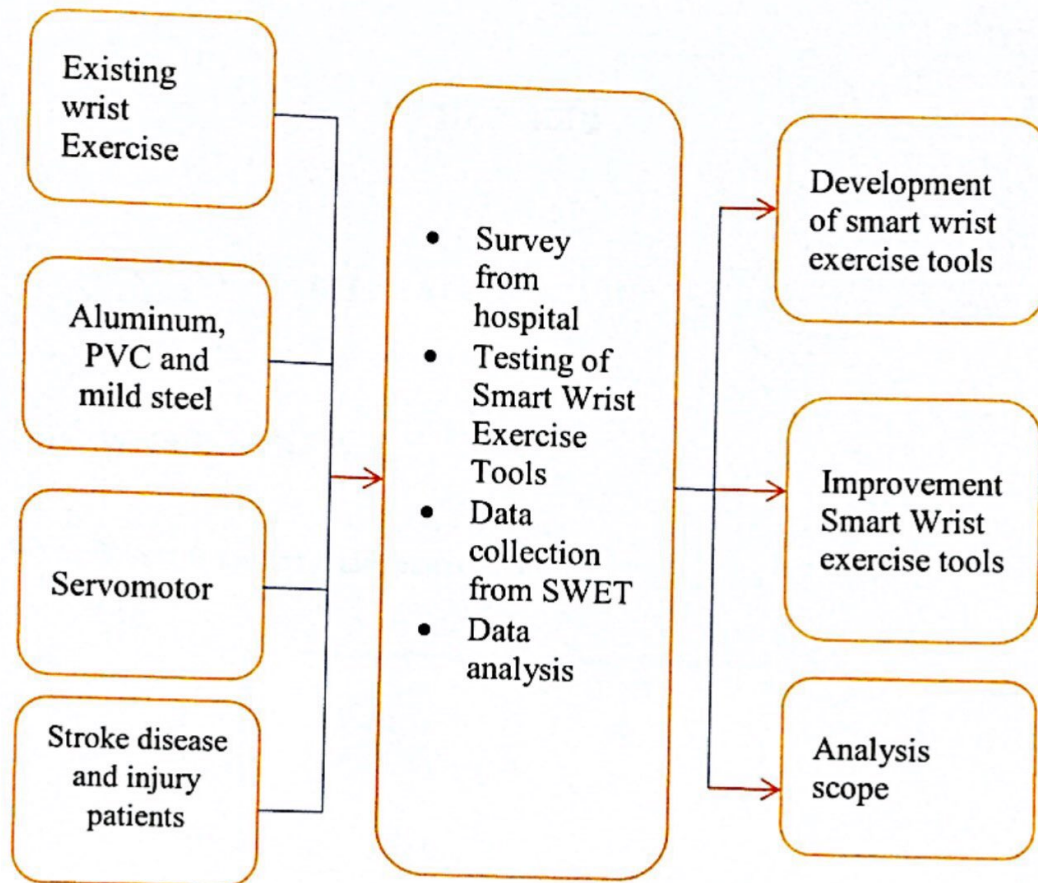 Existing
wrist
Exercise
Aluminum,
PVC and
mild steel
Servomotor
Stroke disease
and injury
patients
• Survey
from
hospital
• Testing of
Smart Wrist
Exercise
Tools
• Data
collection
from SWET
• Data
analysis
Development
of smart wrist
exercise tools
Improvement
Smart Wrist
exercise tools
Analysis
scope